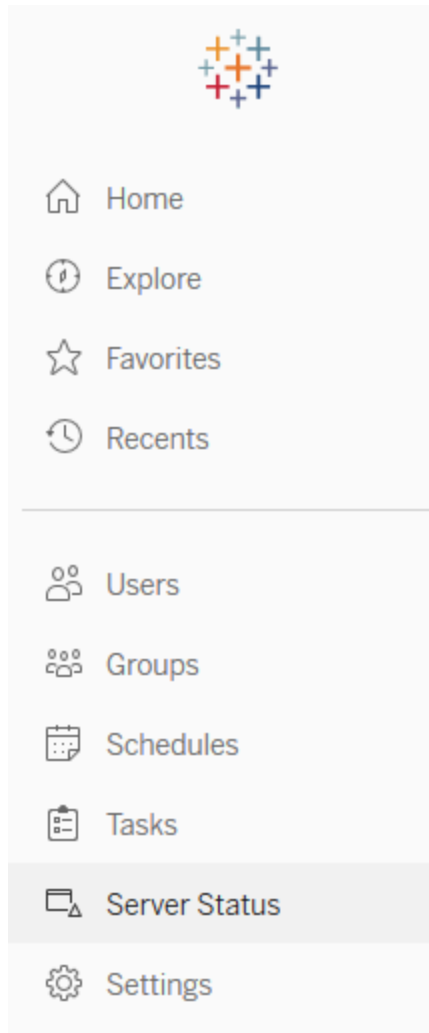 Home
Explore
Favorites
Recents
Users
Groups
Schedules
Tasks
Server Status
Settings